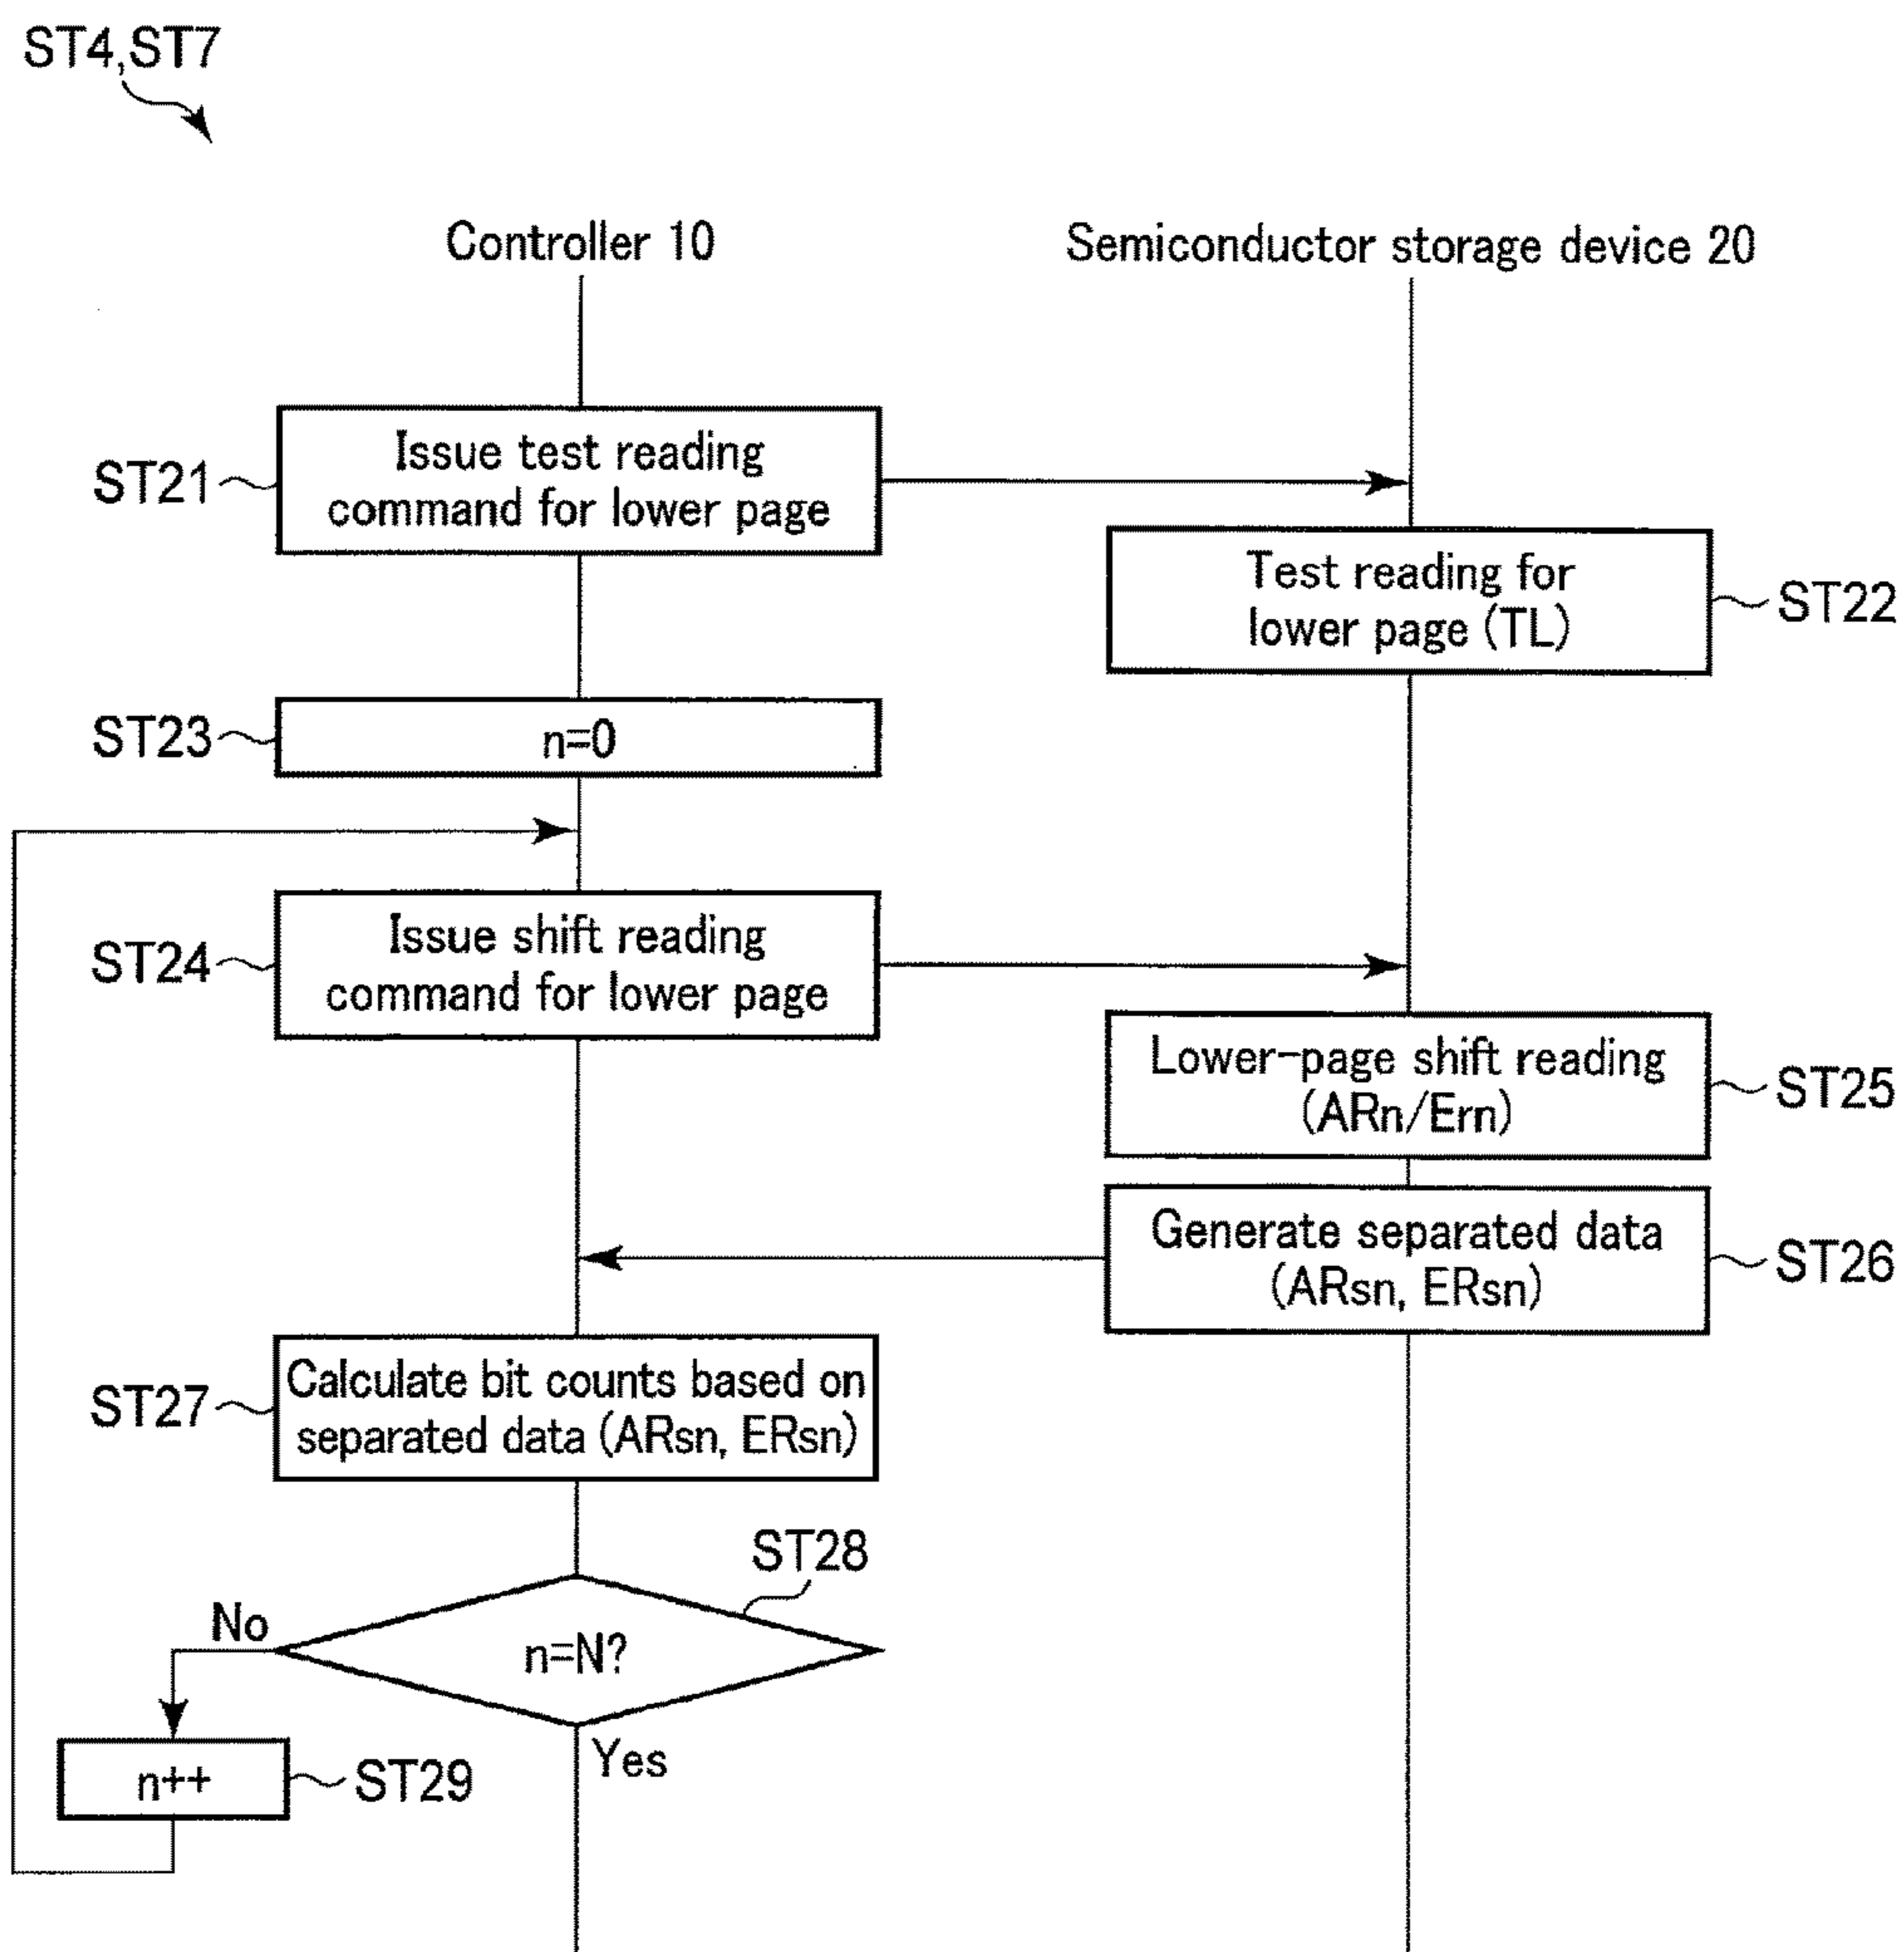 ST4,ST7
Controller 10
Semiconductor storage device 20
ST21
Issue test reading
command for lower page
Test reading for
lower page (TL)
ST22
ST23
n=0
ST24
Issue shift reading
command for lower page
Lower-page shift reading
(ARn/Ern)
ST25
Generate separated data
(ARsn, ERsn)
ST26
ST27
Calculate bit counts based on
separated data (ARsn, ERsn)
ST28
No
n=N?
Yes
n++
ST29